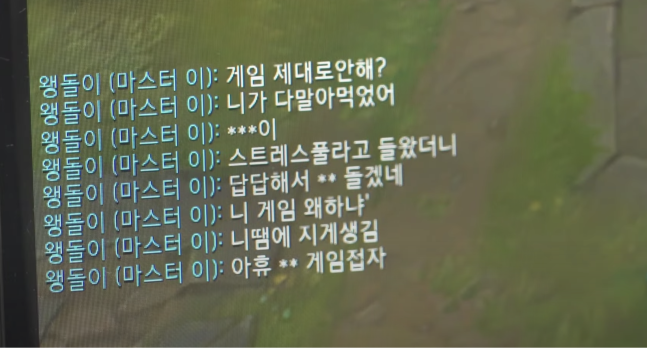 왱돌이 (마스터 이): 게임 제대로안해?
왱돌이 (마스터 이): 니가 다말아먹었어
왱돌이 (마스터 이): ***이
왱돌이 (마스터 이): 스트레스풀라고 들왔더니
왱돌이 (마스터 이): 답답해서 ** 돌겠네
왱돌이 (마스터 이): 니 게임 왜하냐'
왱돌이 (마스터 이): 니땜에 지게생김
왱돌이 (마스터 이): 아휴 ** 게임접자